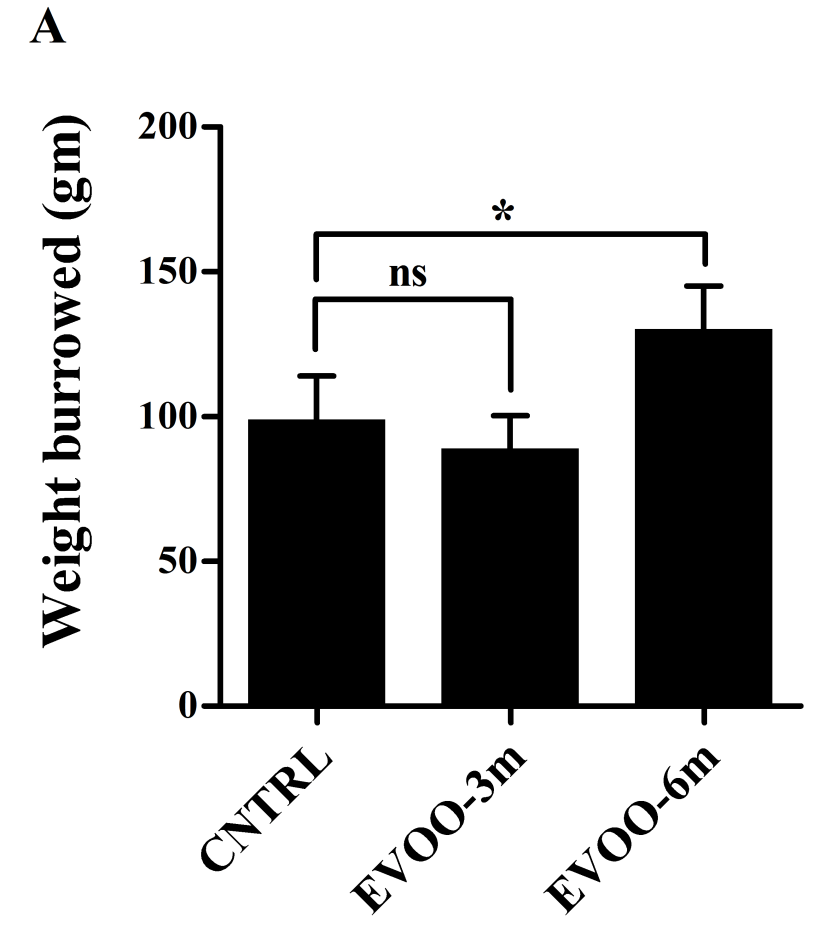 A
Weight burrowed (gm)
200
150
100
50
0
*
ns
CNTRL
EVOO-3m
EVOO-6m